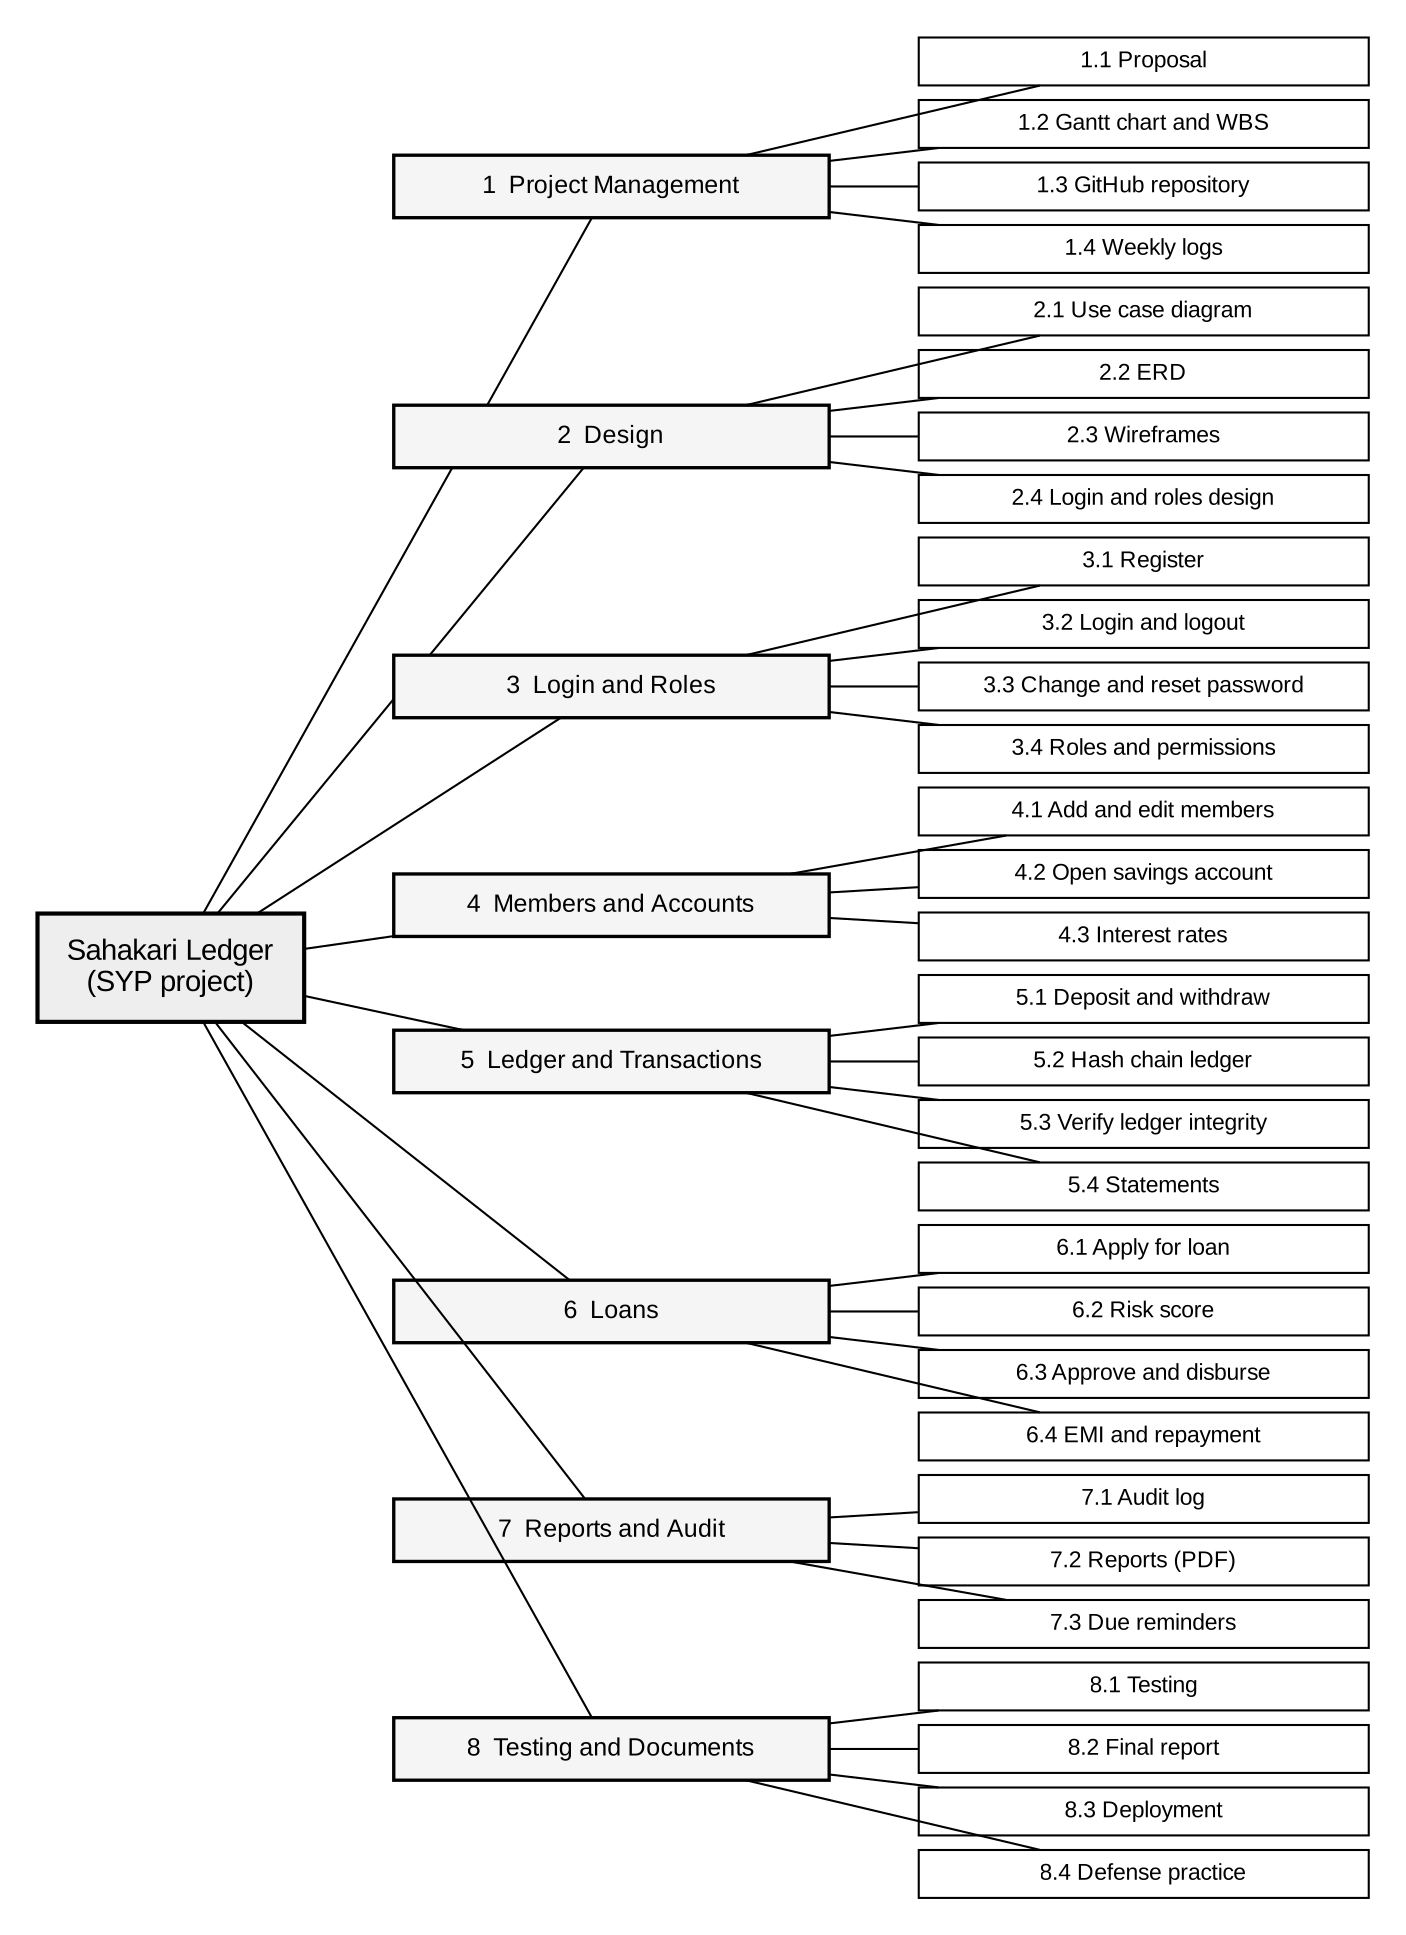 Sahakari Ledger
(SYP project)
1 Project Management
1.1 Proposal
1.2 Gantt chart and WBS
1.3 GitHub repository
1.4 Weekly logs
2 Design
2.1 Use case diagram
2.2 ERD
2.3 Wireframes
2.4 Login and roles design
3 Login and Roles
3.1 Register
3.2 Login and logout
3.3 Change and reset password
3.4 Roles and permissions
4 Members and Accounts
4.1 Add and edit members
4.2 Open savings account
4.3 Interest rates
5 Ledger and Transactions
5.1 Deposit and withdraw
5.2 Hash chain ledger
5.3 Verify ledger integrity
5.4 Statements
6 Loans
6.1 Apply for loan
6.2 Risk score
6.3 Approve and disburse
6.4 EMI and repayment
7 Reports and Audit
7.1 Audit log
7.2 Reports (PDF)
7.3 Due reminders
8 Testing and Documents
8.1 Testing
8.2 Final report
8.3 Deployment
8.4 Defense practice